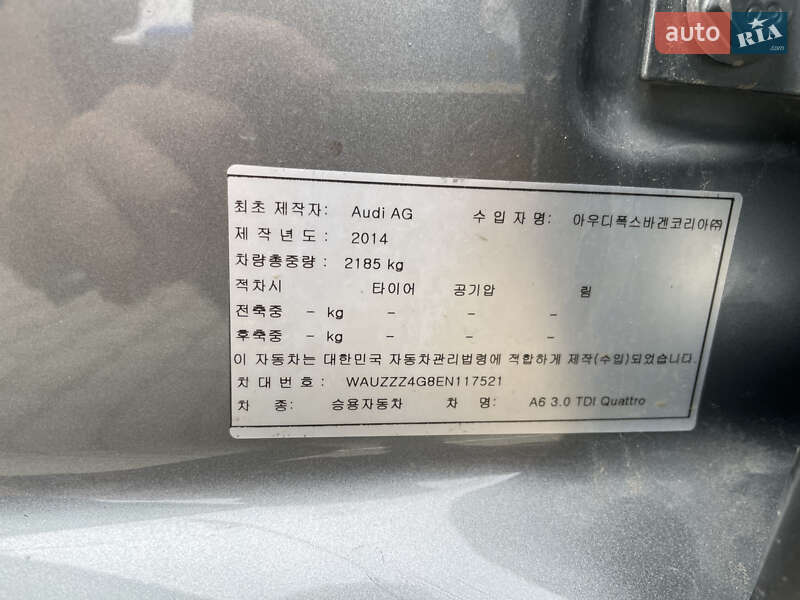 auto RIA .com
최초 제작자: Audi AG 수 입 자 명: 아우디폭스바겐코리아㈜
제 작 년 도 : 2014
차량총중량 : 2185 kg
적차시 타이어 공기압 림
전축중 - kg - - -
후축중 - kg - - -
이 자동차는 대한민국 자동차관리법령에 적합하게 제작(수입)되었습니다.
차 대 번 호 : WAUZZZ4G8EN117521
차 종: 승용자동차 차 명: A6 3.0 TDI Quattro